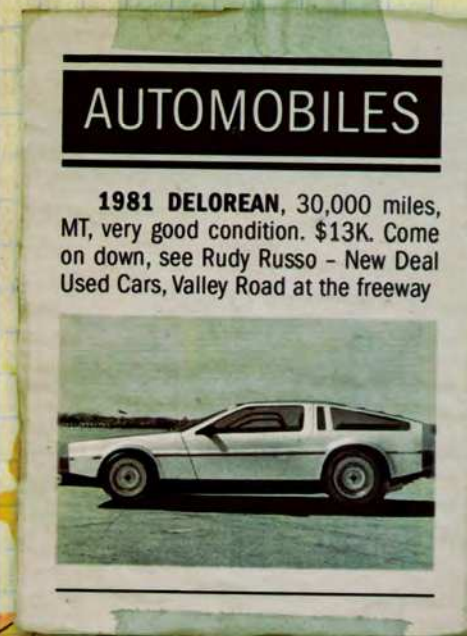 AUTOMOBILES
1981 DELOREAN, 30,000 miles,
MT, very good condition. $13K. Come
on down, see Rudy Russo – New Deal
Used Cars, Valley Road at the freeway